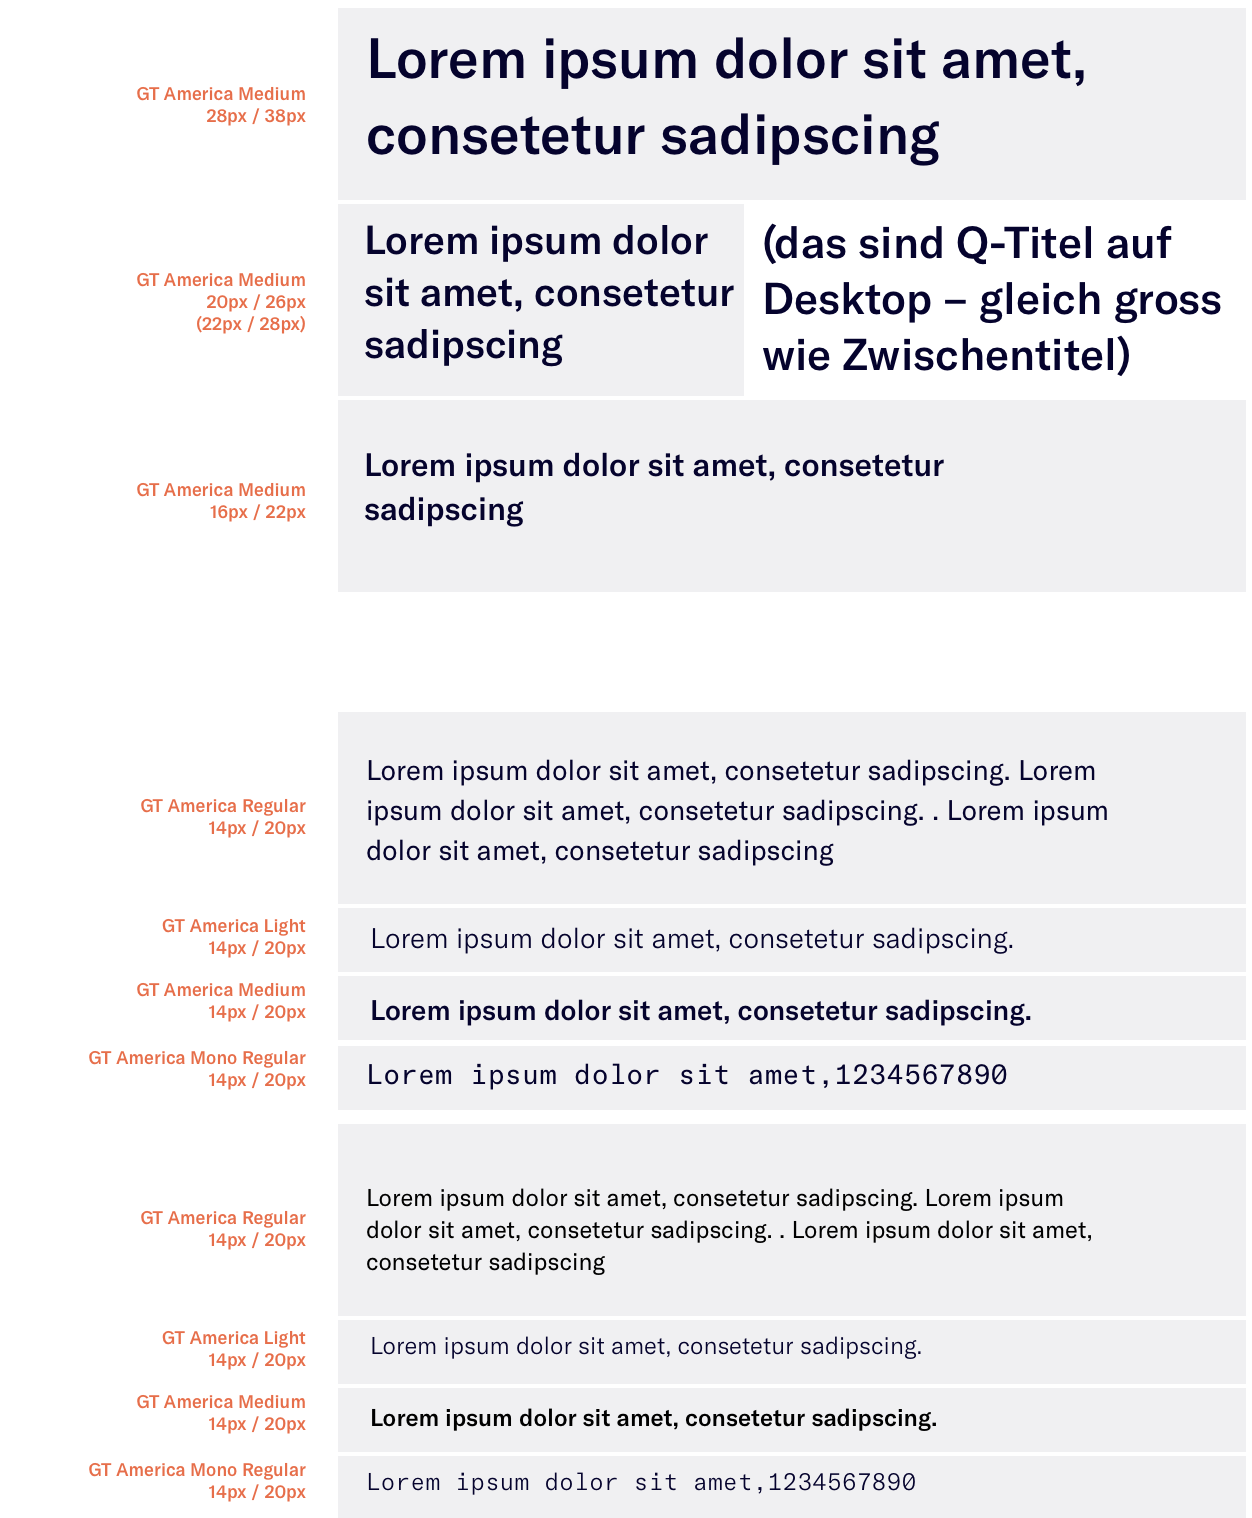 GT America Medium
28px / 38px
Lorem ipsum dolor sit amet,
consetetur sadipscing
GT America Medium
20px / 26px
(22px / 28px)
Lorem ipsum dolor
sit amet, consetetur
sadipscing
(das sind Q-Titel auf
Desktop – gleich gross
wie Zwischentitel)
GT America Medium
16px / 22px
Lorem ipsum dolor sit amet, consetetur
sadipscing
GT America Regular
14px / 20px
Lorem ipsum dolor sit amet, consetetur sadipscing. Lorem
ipsum dolor sit amet, consetetur sadipscing. . Lorem ipsum
dolor sit amet, consetetur sadipscing
GT America Light
14px / 20px
Lorem ipsum dolor sit amet, consetetur sadipscing.
GT America Medium
14px / 20px
Lorem ipsum dolor sit amet, consetetur sadipscing.
GT America Mono Regular
14px / 20px
Lorem ipsum dolor sit amet,1234567890
GT America Regular
14px / 20px
Lorem ipsum dolor sit amet, consetetur sadipscing. Lorem ipsum
dolor sit amet, consetetur sadipscing. . Lorem ipsum dolor sit amet,
consetetur sadipscing
GT America Light
14px / 20px
Lorem ipsum dolor sit amet, consetetur sadipscing.
GT America Medium
14px / 20px
Lorem ipsum dolor sit amet, consetetur sadipscing.
GT America Mono Regular
14px / 20px
Lorem ipsum dolor sit amet,1234567890